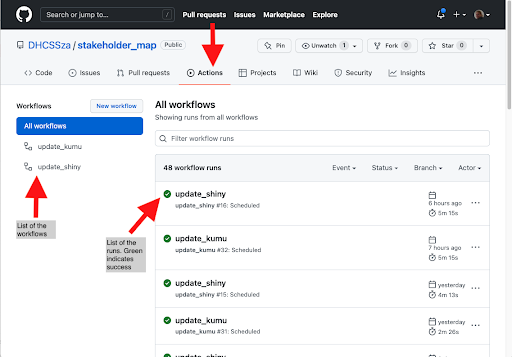 Search or jump to...
/
Pull requests
Issues
Marketplace
Explore
DHCSSza / stakeholder_map
Public
Pin
Unwatch
1
Fork
0
Star
0
Code
Issues
Pull requests
Actions
Projects
Wiki
Security
Insights
Workflows
New workflow
All workflows
update_kumu
update_shiny
List of the
workflows
All workflows
Showing runs from all workflows
Filter workflow runs
48 workflow runs
Event
Status
Branch
Actor
update_shiny
update_shiny #16: Scheduled
6 hours ago
5m 15s
List of the
runs. Green
indicates
success
update_kumu
update_kumu #32: Scheduled
7 hours ago
5m 15s
update_shiny
update_shiny #15: Scheduled
yesterday
4m 13s
update_kumu
update_kumu #31: Scheduled
yesterday
2m 26s